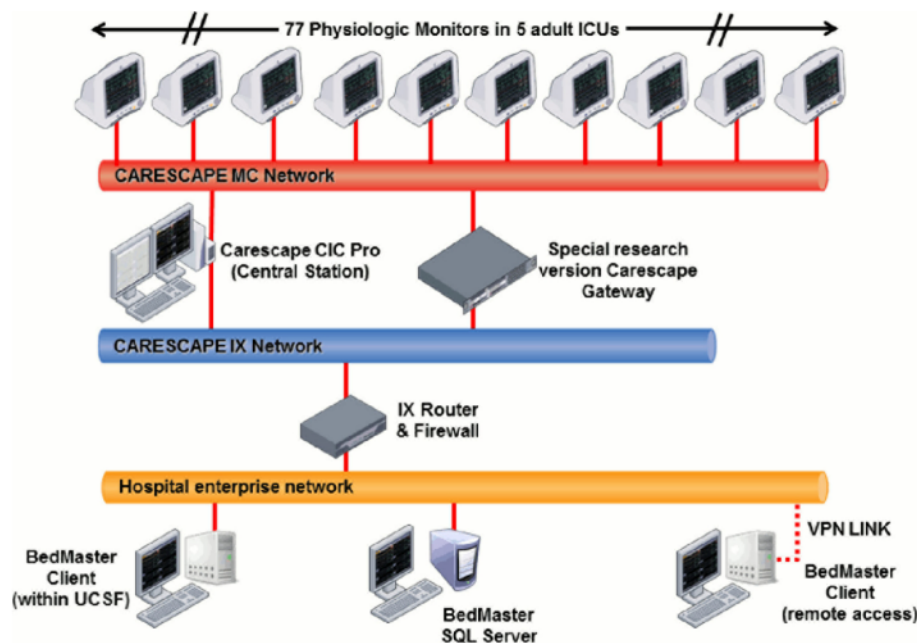 77 Physiologic Monitors in 5 adult ICUs
CARESCAPE MC Network
Carescape CIC Pro
(Central Station)
Special research
version Carescape
Gateway
CARESCAPE IX Network
IX Router
& Firewall
Hospital enterprise network
BedMaster
Client
(within UCSF)
BedMaster
SQL Server
VPN LINK
BedMaster
Client
(remote access)